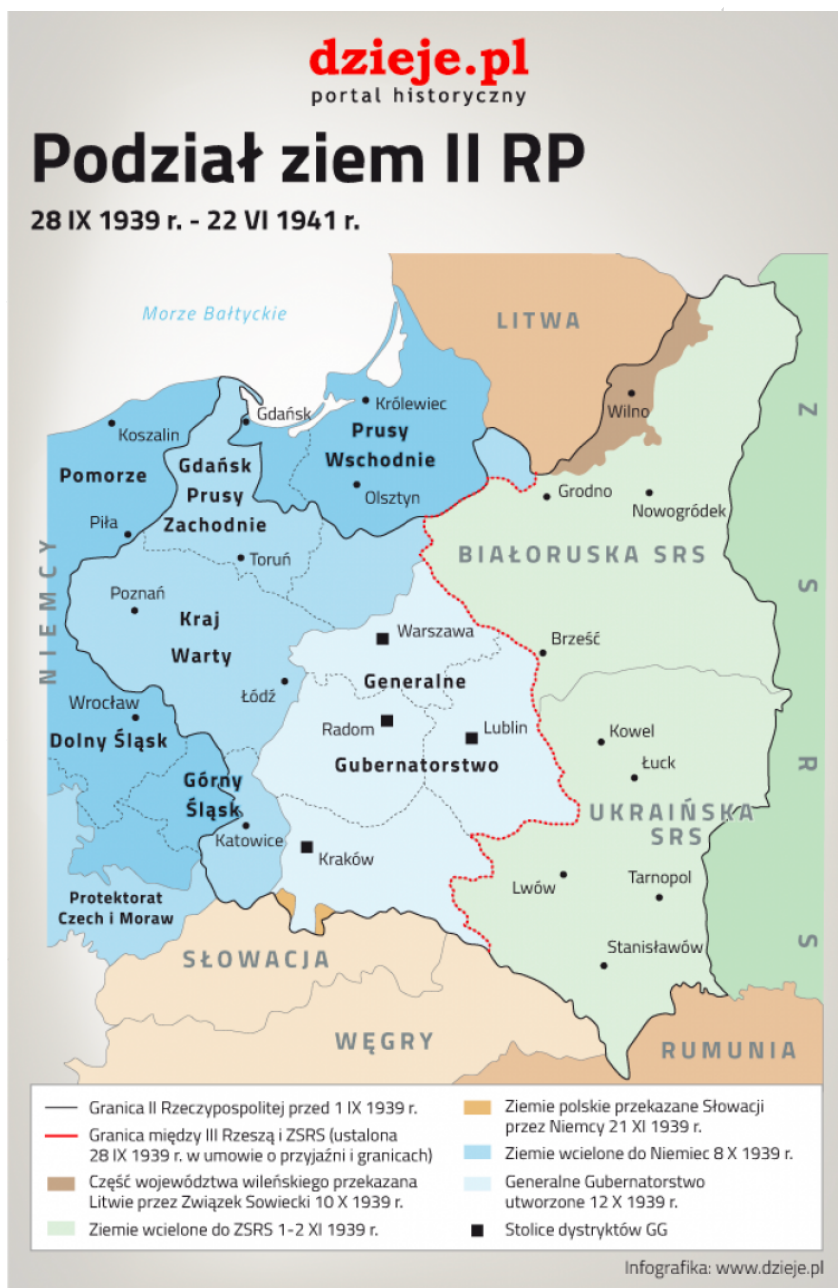 dzieje.pl
portal historyczny
Podział ziem II RP
28 IX 1939 r. - 22 VI 1941 r.
Morze Bałtyckie
LITWA
Wilno
Królewiec
Gdańsk
Koszalin
Prusy
Wschodnie
Pomorze
Gdańsk
Prusy
Zachodnie
Olsztyn
Grodno
Nowogródek
Piła
Toruń
BIAŁORUSKA SRS
NIEMCY
ZSRS
Poznań
Kraj
Warty
Warszawa
Brześć
Generalne
Łódź
Wrocław
Dolny Śląsk
Radom
Lublin
Kowel
Gubernatorstwo
Łuck
Górny
Śląsk
UKRAIŃSKA
SRS
Katowice
Kraków
Lwów
Tarnopol
Protektorat
Czech i Moraw
Stanisławów
SŁOWACJA
WĘGRY
RUMUNIA
Granica II Rzeczypospolitej przed 1 IX 1939 r.
Granica między III Rzeszą i ZSRS (ustalona
28 IX 1939 r. w umowie o przyjaźni i granicach)
Część województwa wileńskiego przekazana
Litwie przez Związek Sowiecki 10 X 1939 r.
Ziemie wcielone do ZSRS 1-2 XI 1939 r.
Ziemie polskie przekazane Słowacji
przez Niemcy 21 XI 1939 r.
Ziemie wcielone do Niemiec 8 X 1939 r.
Generalne Gubernatorstwo
utworzone 12 X 1939 r.
Stolice dystryktów GG
Infografika: www.dzieje.pl